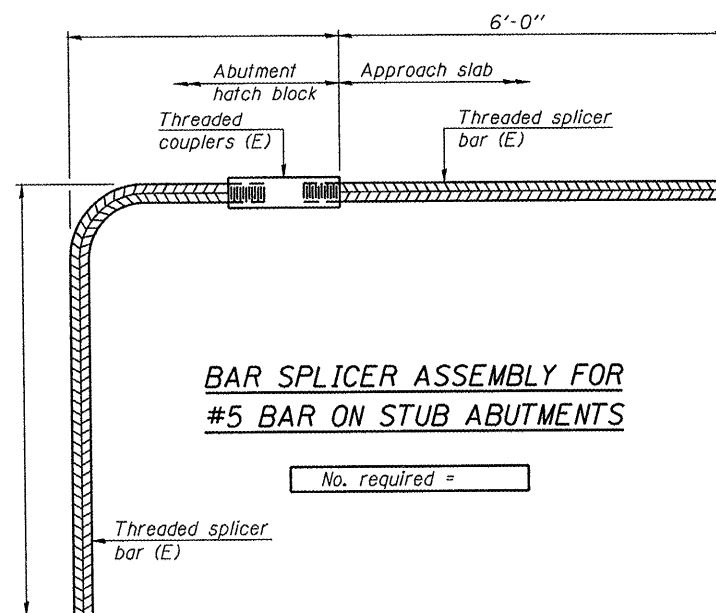 6'-0''
Abutment
hatch block
Approach slab
Threaded
couplers (E)
Threaded splicer
bar (E)
BAR SPLICER ASSEMBLY FOR
#5 BAR ON STUB ABUTMENTS
No. required =
Threaded splicer
bar (E)